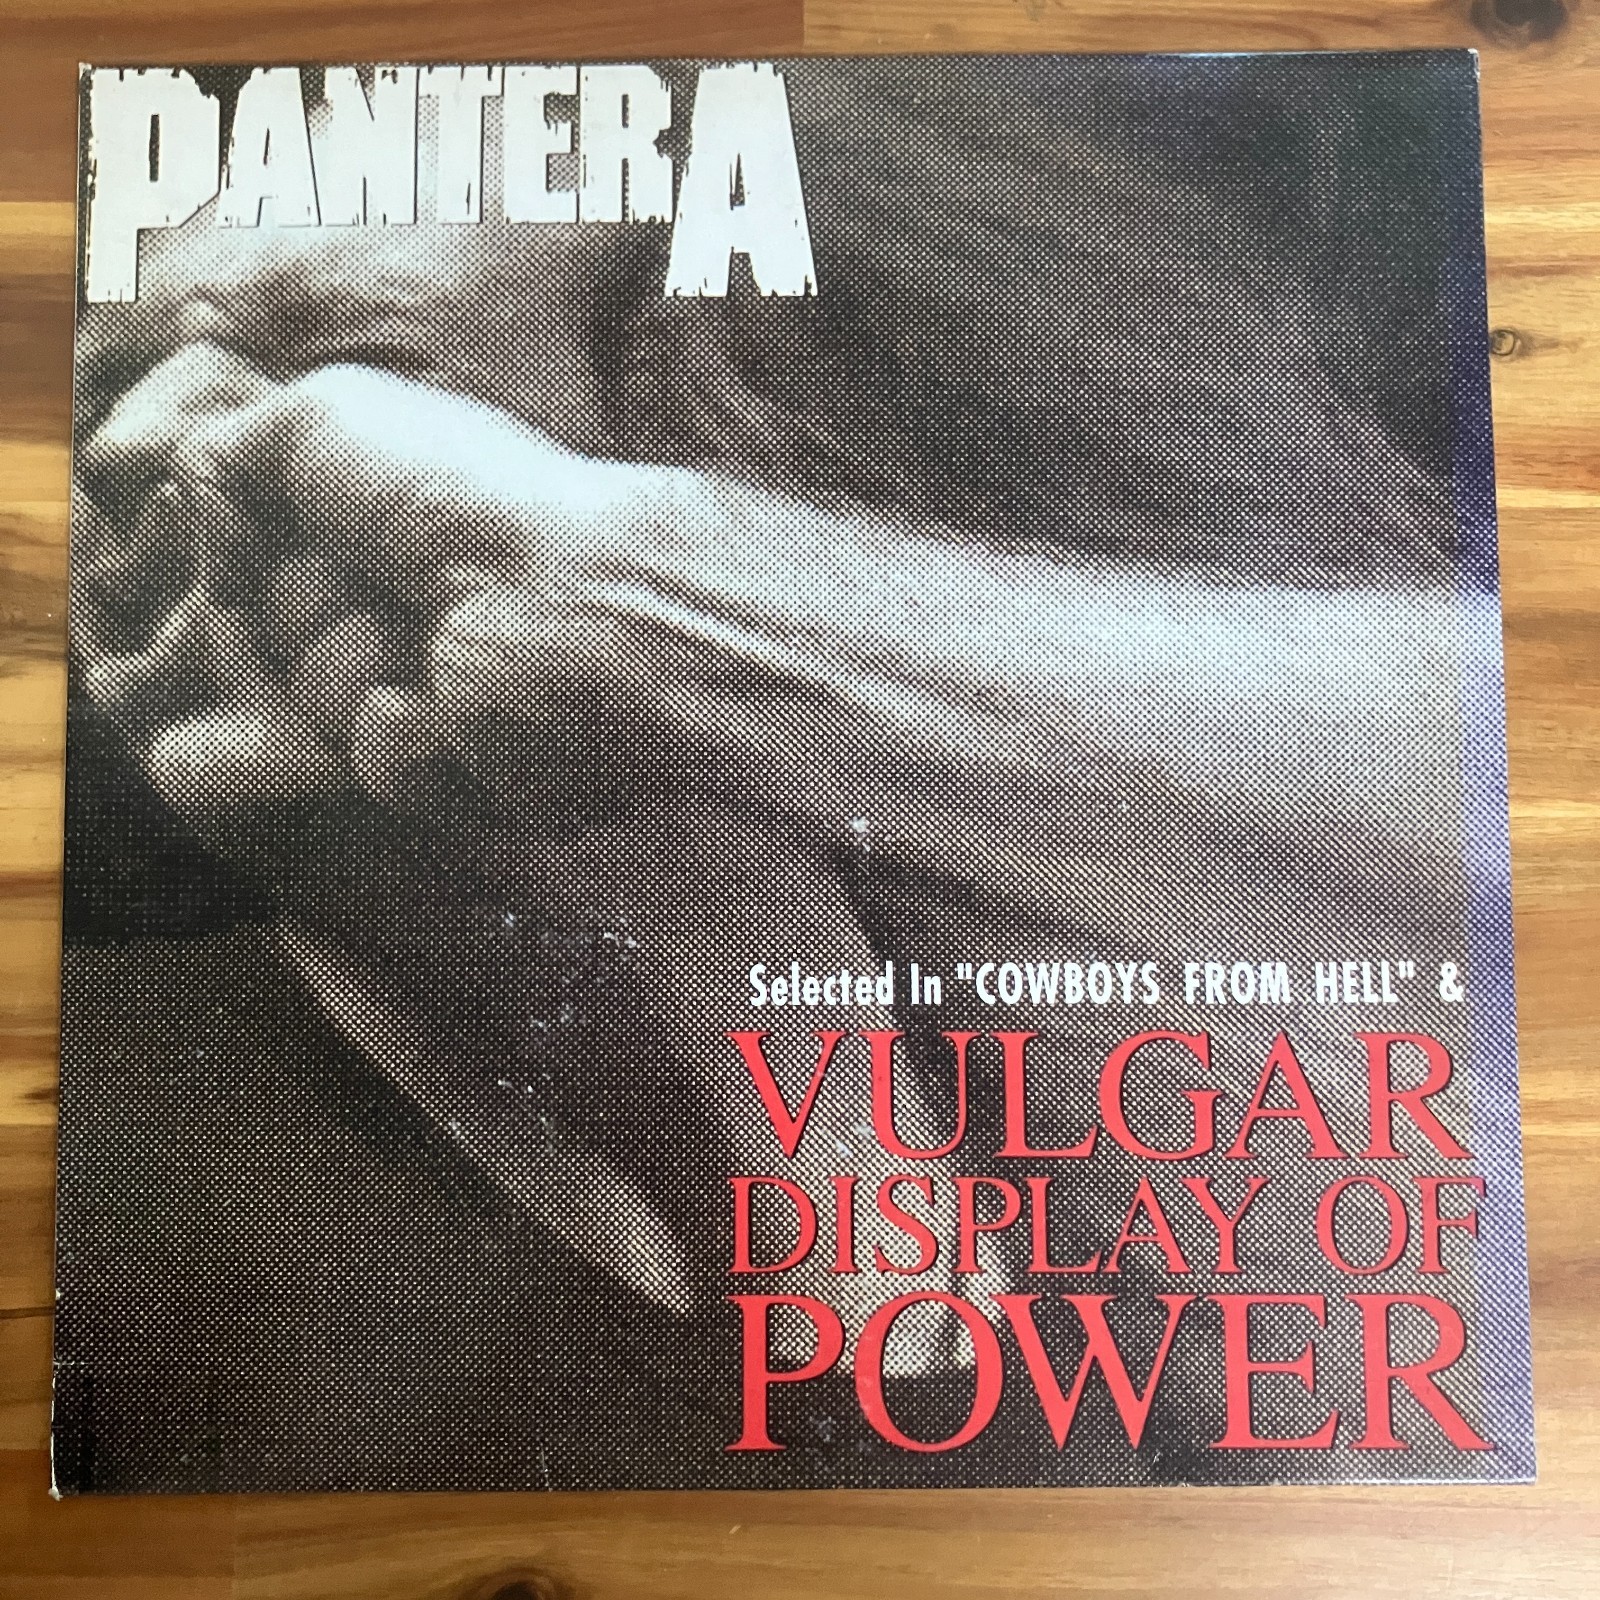 PANTERA
Selected In "COWBOYS FROM HELL" &
VULGAR
DISPLAY OF
POWER